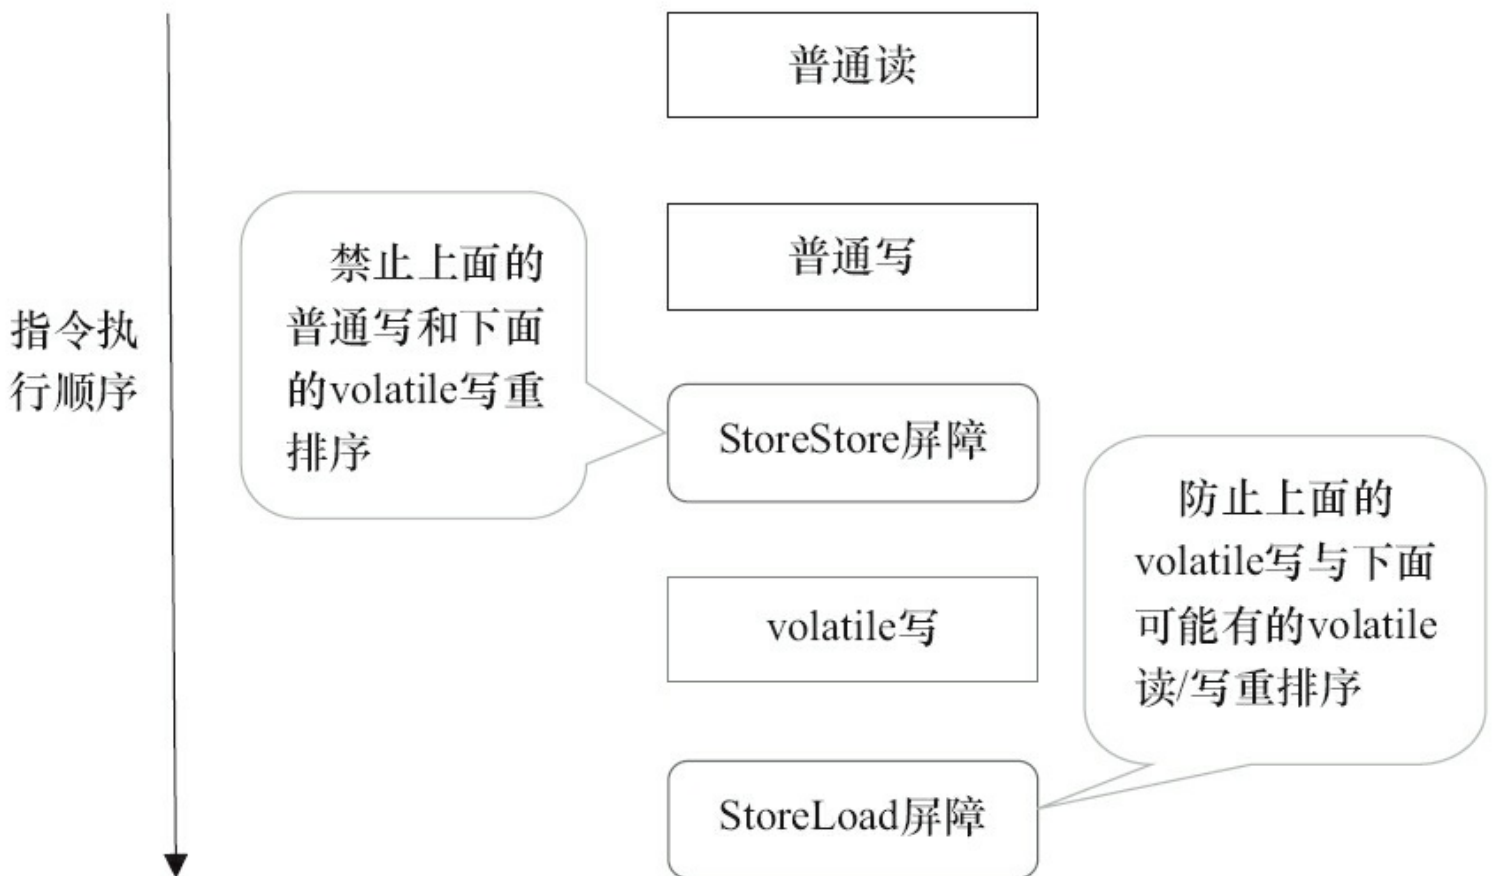 普通读
普通写
禁止上面的
普通写和下面
的volatile写重
排序
指令执
行顺序
StoreStore屏障
防止上面的
volatile写与下面
可能有的volatile
读/写重排序
volatile写
StoreLoad屏障